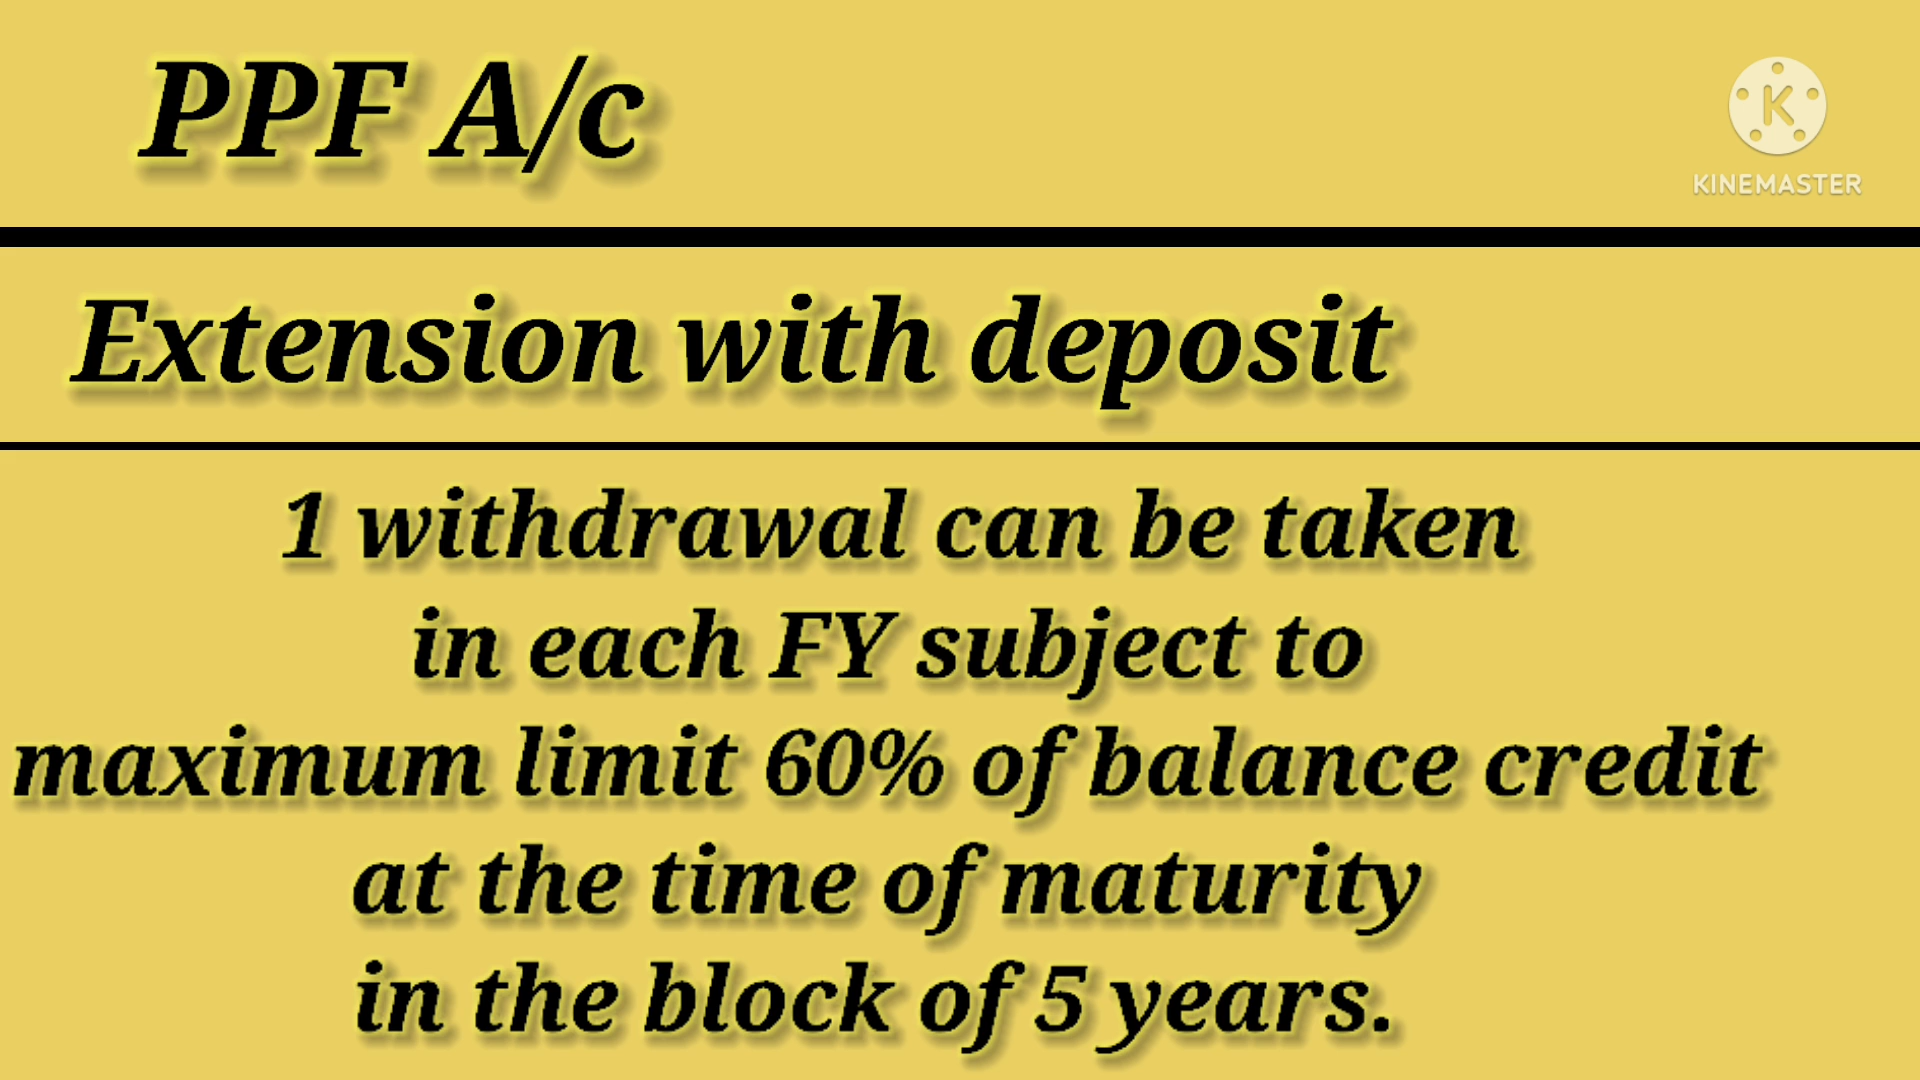 PPF A/c
KINEMASTER
Extension with deposit
1 withdrawal can be taken
in each FY subject to
maximum limit 60% of balance credit
at the time of maturity
in the block of 5 years.